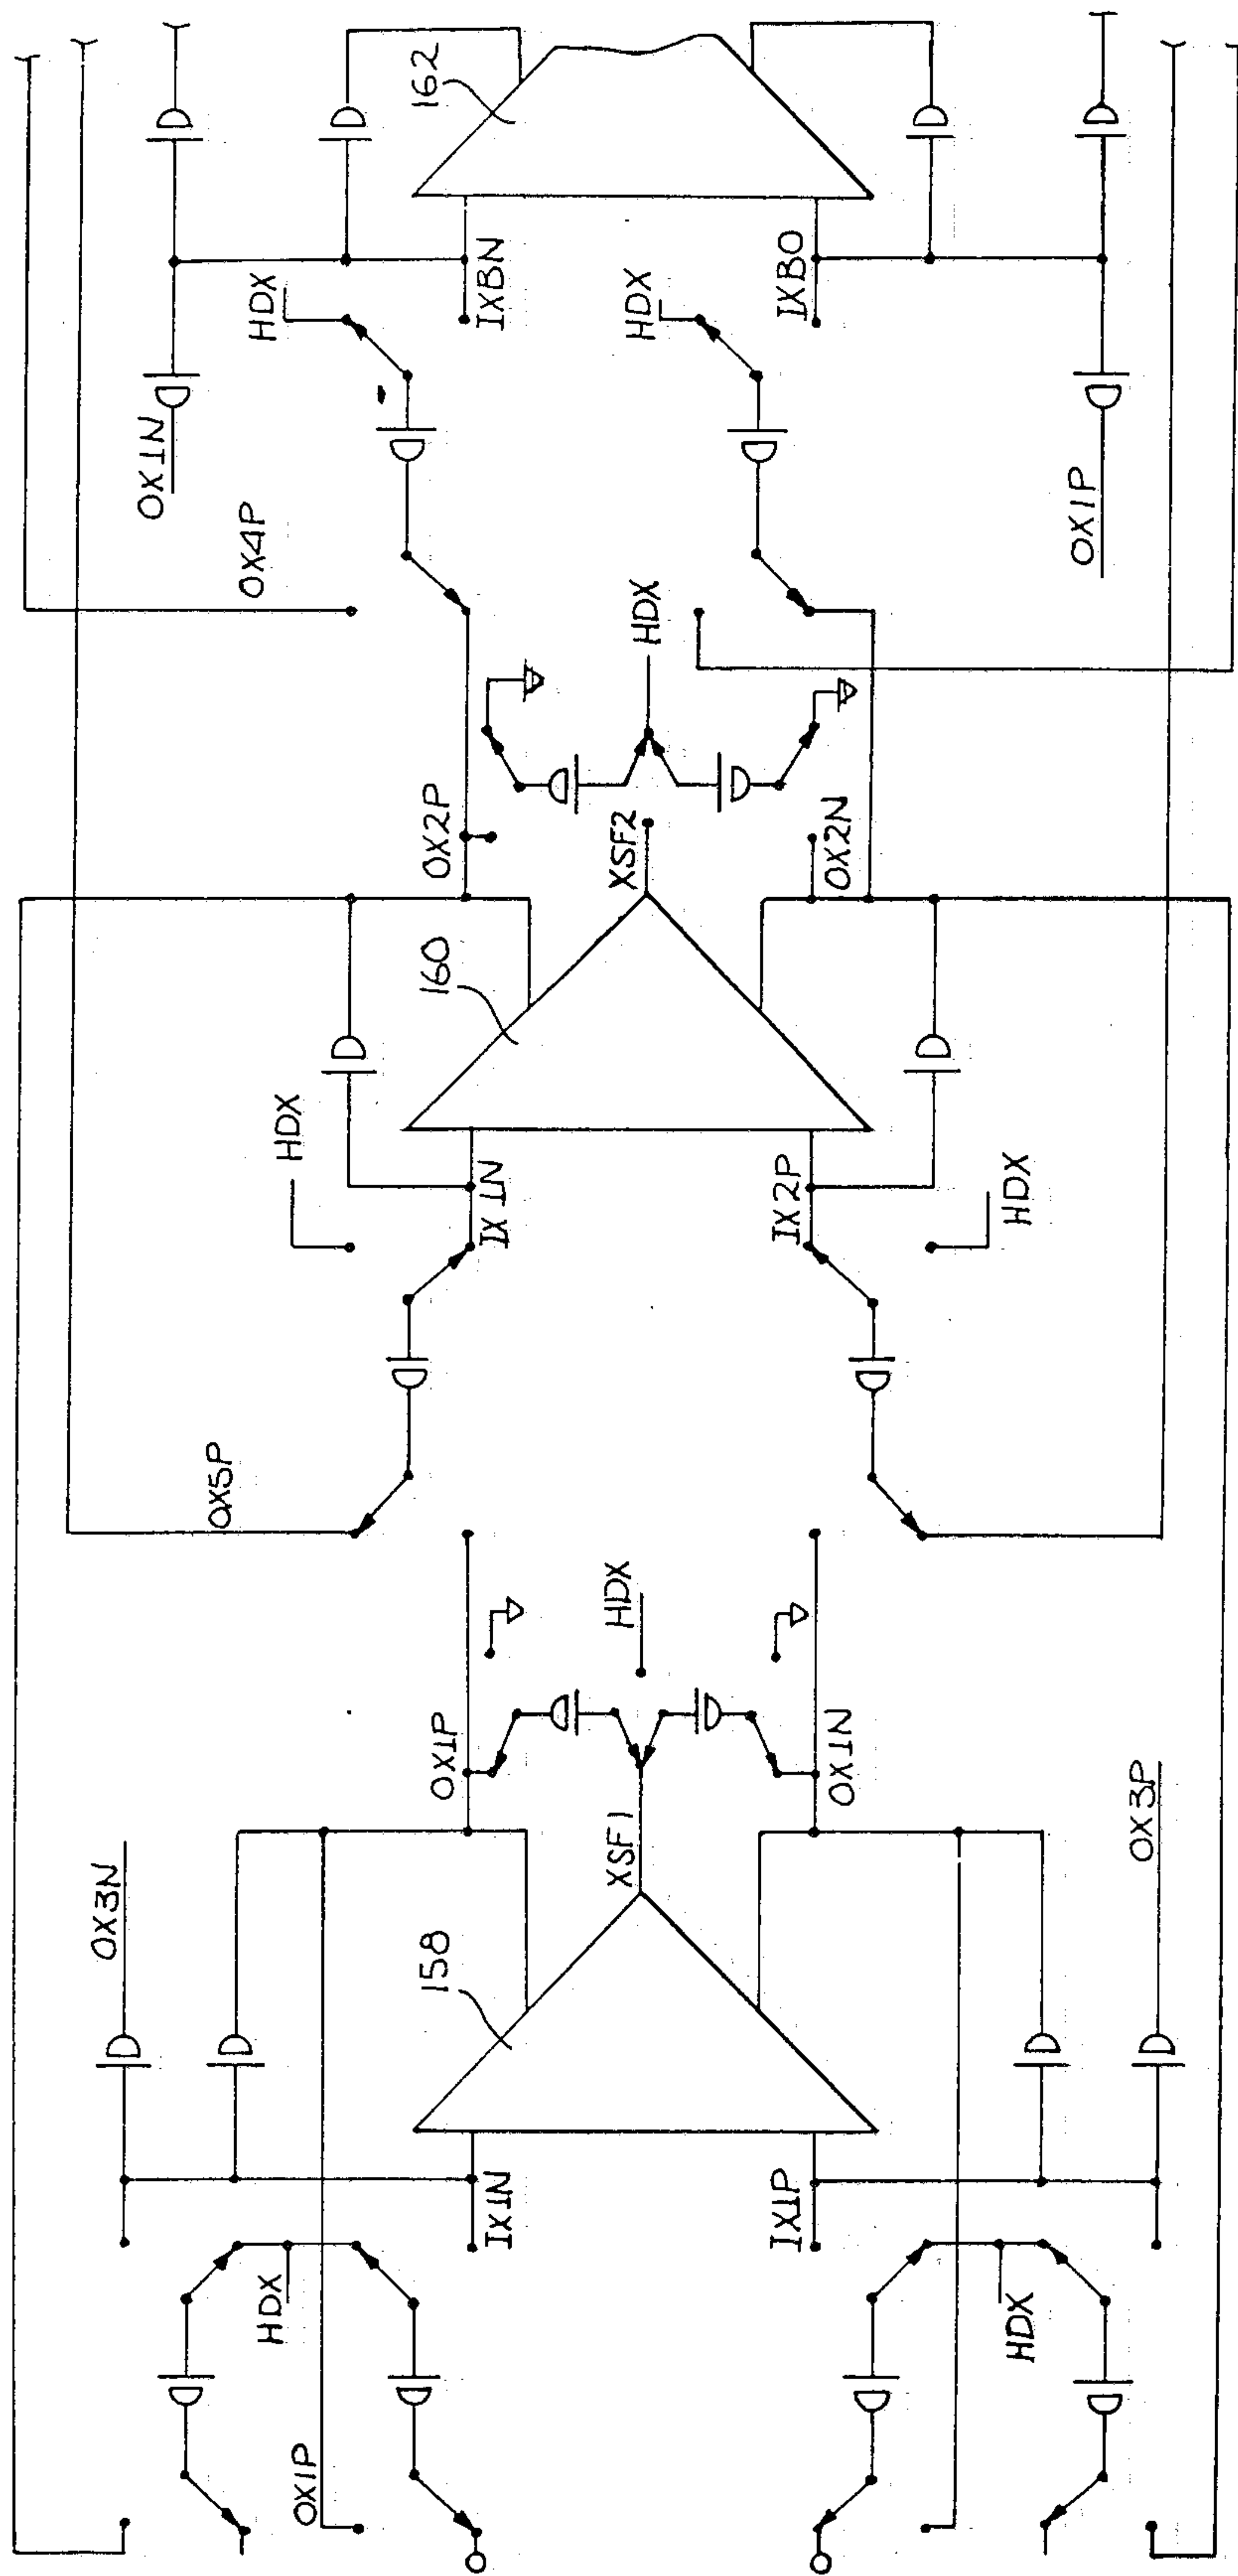 162
OX1N
HDX
IXBN
IXBO
HDX
OX1P
OX4P
HDX
OX2P
XSF2
OX2N
160
HDX
IX1N
IX2P
HDX
OX5P
HDX
OX1P
XSF1
OX1N
OX3N
158
OX3P
IX1N
IX1P
HDX
HDX
OX1P